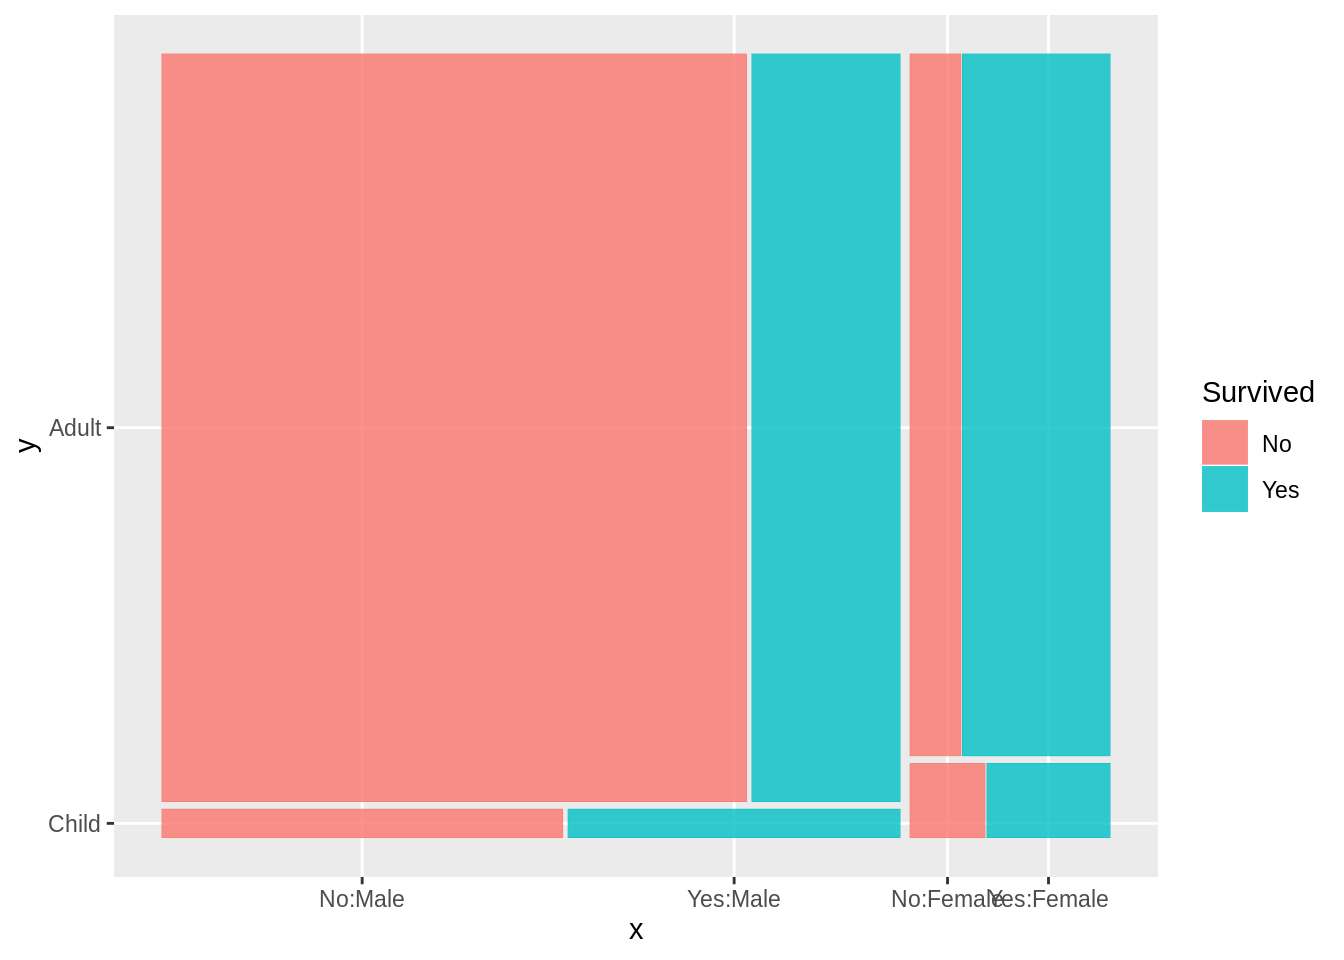 Adult
Child
y
No:Male
Yes:Male
No:Female
Yes:Female
x
Survived
No
Yes